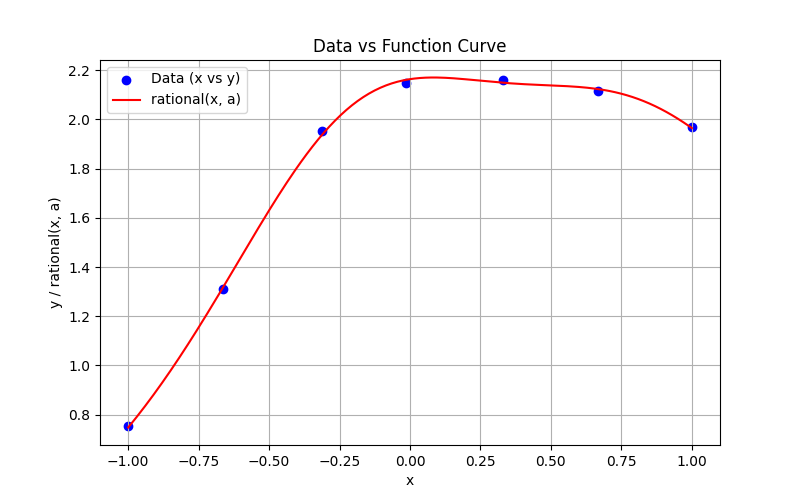 Data vs Function Curve
Data (x vs y)
rational(x, a)
y / rational(x, a)
2.2
2.0
1.8
1.6
1.4
1.2
1.0
0.8
−1.00 −0.75 −0.50 −0.25 0.00 0.25 0.50 0.75 1.00
x